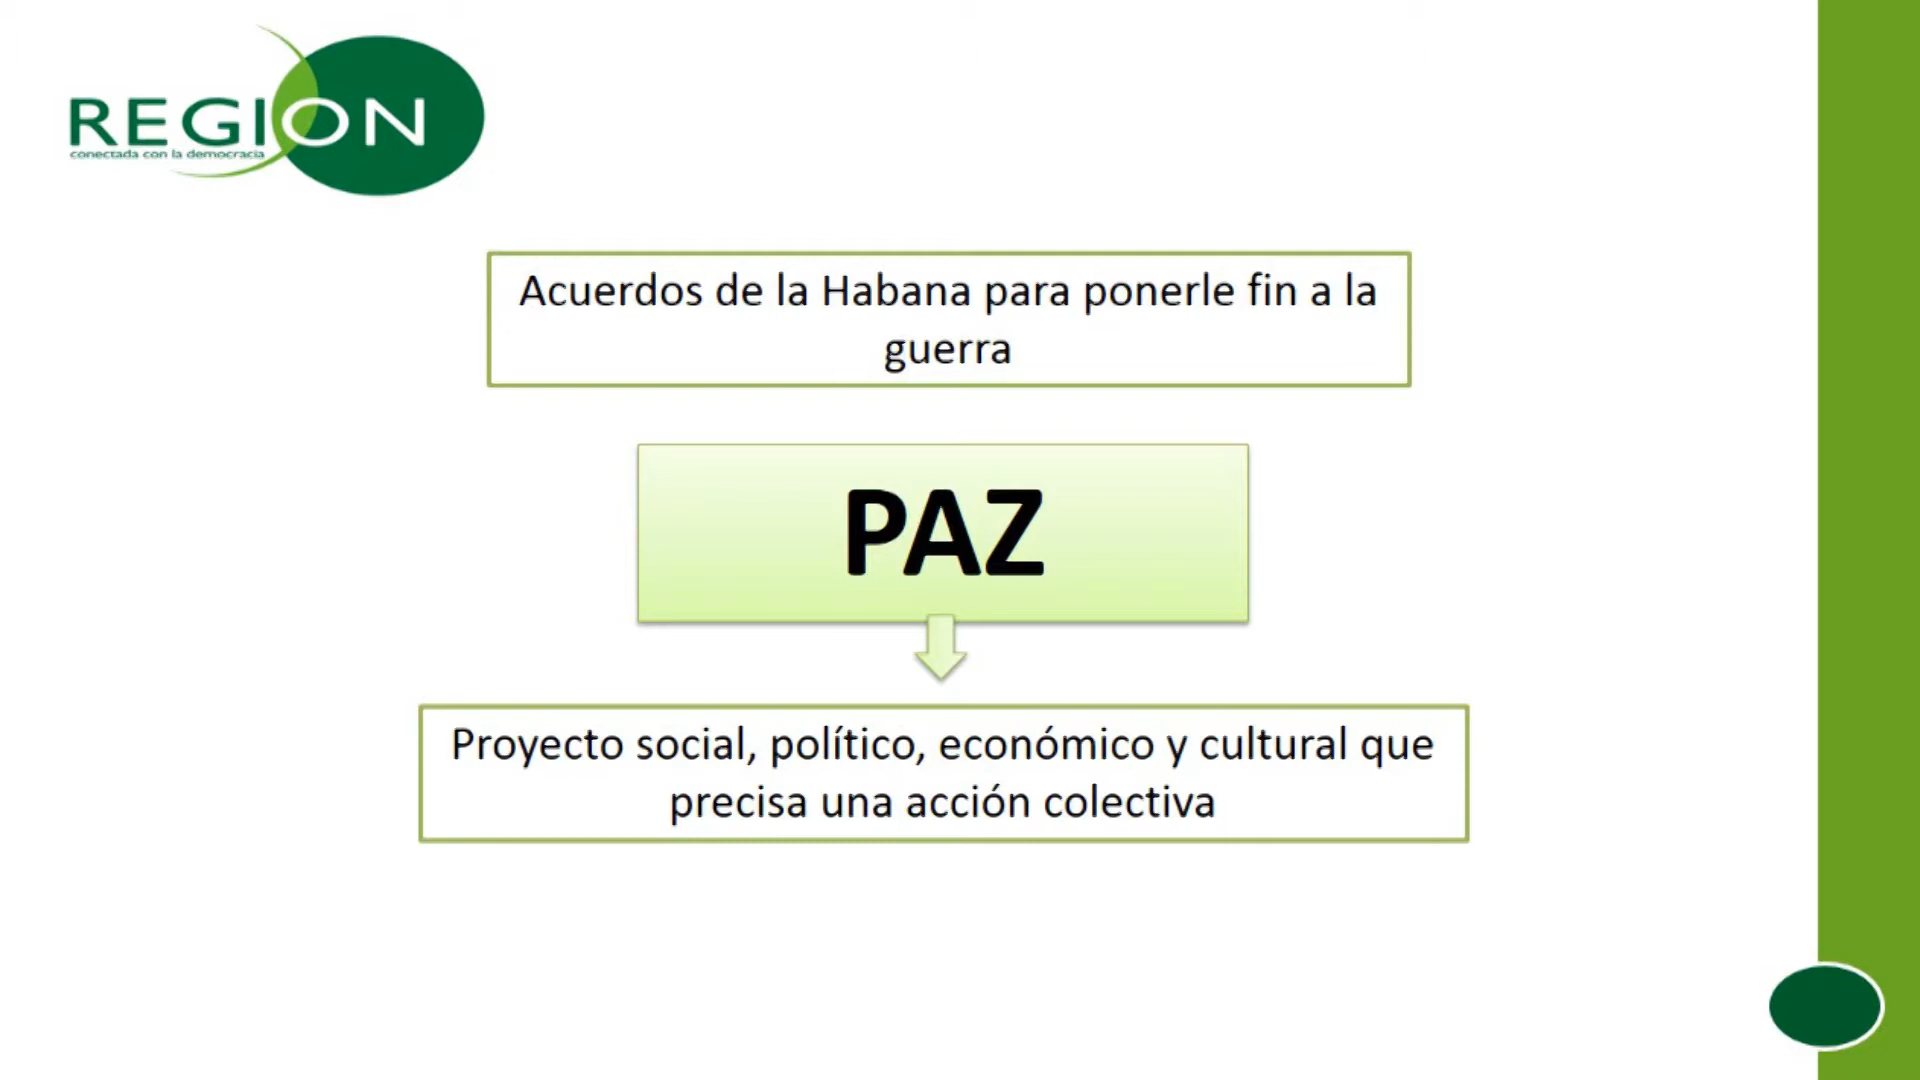 REGION
conectada con la democracia
Acuerdos de la Habana para ponerle fin a la
guerra
PAZ
Proyecto social, político, económico y cultural que
precisa una acción colectiva